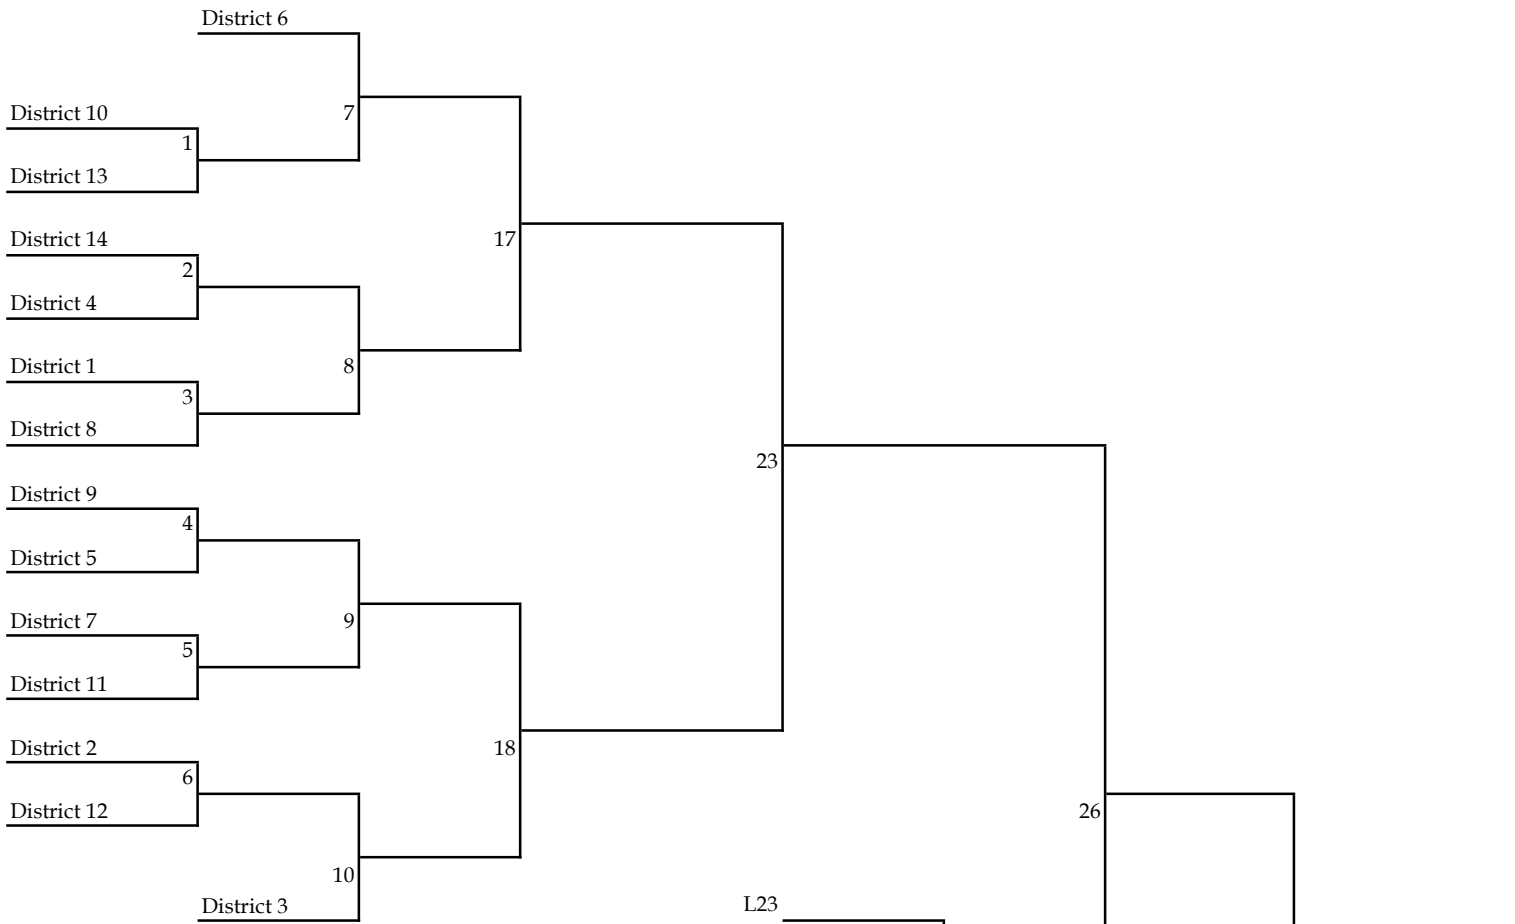 District 6
District 10
7
1
District 13
District 14
17
2
District 4
District 1
8
3
District 8
23
District 9
4
District 5
District 7
9
5
District 11
District 2
18
6
District 12
26
10
District 3
L23